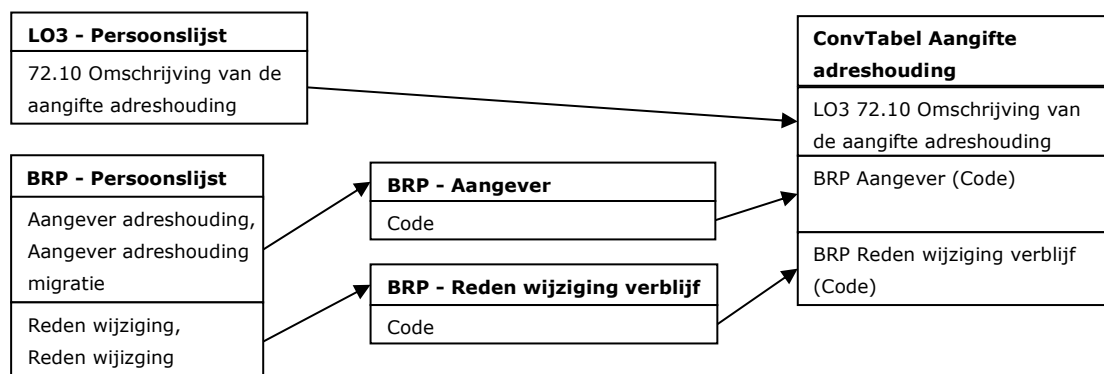 LO3 - Persoonslijst
72.10 Omschrijving van de
aangifte adreshouding
BRP - Persoonslijst
Aangever adreshouding,
Aangever adreshouding
migratie
Reden wijziging,
Reden wijizging
BRP - Aangever
Code
BRP - Reden wijziging verblijf
Code
ConvTabel Aangifte
adreshouding
LO3 72.10 Omschrijving van
de aangifte adreshouding
BRP Aangever (Code)
BRP Reden wijziging verblijf
(Code)